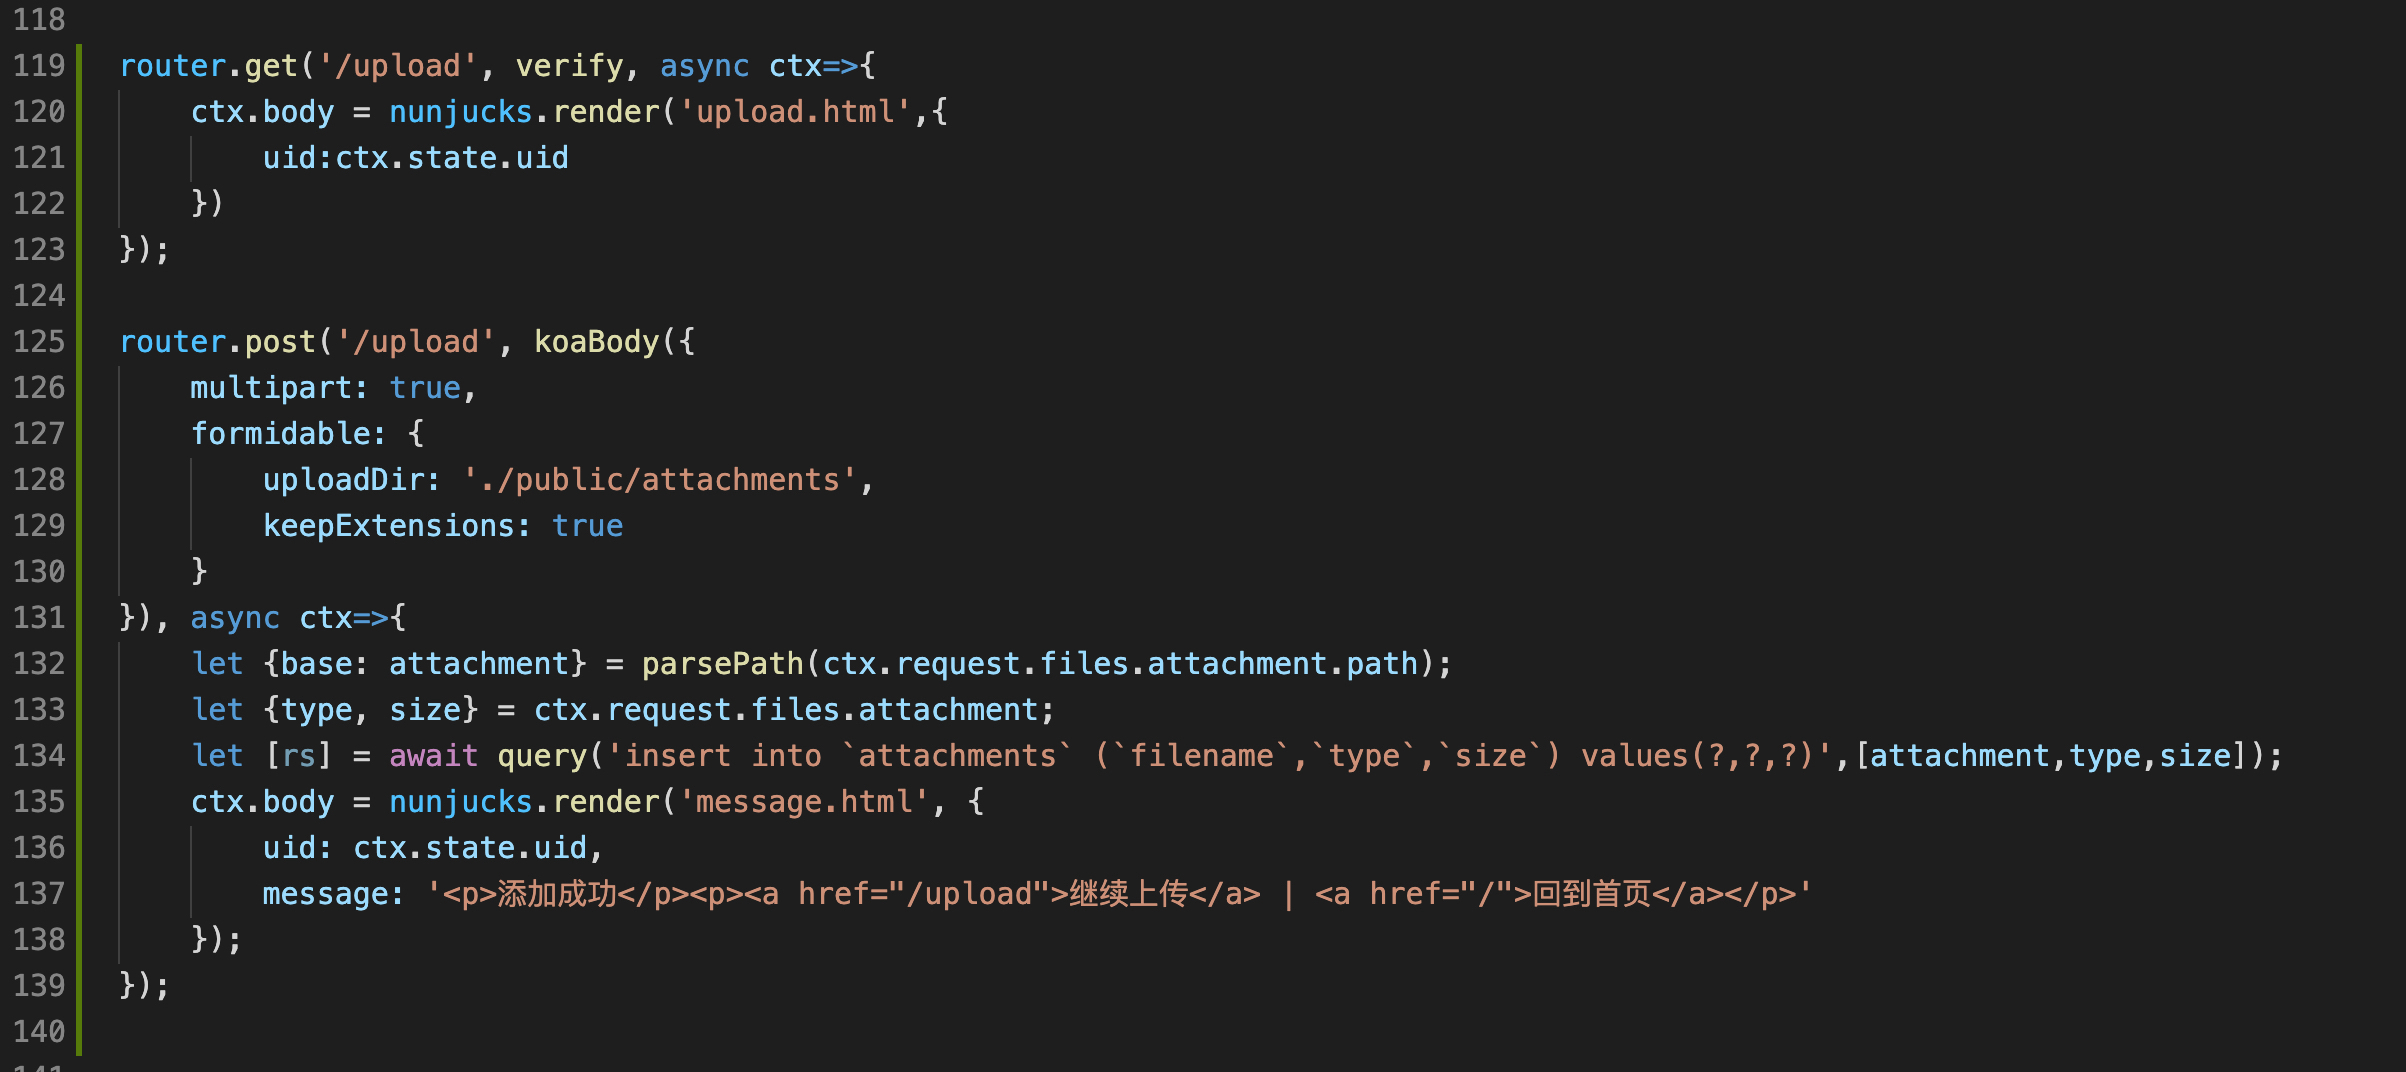 118
119 router.get('/upload', verify, async ctx=>{
120     ctx.body = nunjucks.render('upload.html',{
121         uid:ctx.state.uid
122     })
123 });
124
125 router.post('/upload', koaBody({
126     multipart: true,
127     formidable: {
128         uploadDir: './public/attachments',
129         keepExtensions: true
130     }
131 }), async ctx=>{
132     let {base: attachment} = parsePath(ctx.request.files.attachment.path);
133     let {type, size} = ctx.request.files.attachment;
134     let [rs] = await query('insert into `attachments` (`filename`,`type`,`size`) values(?,?,?)',[attachment,type,size]);
135     ctx.body = nunjucks.render('message.html', {
136         uid: ctx.state.uid,
137         message: '<p>添加成功</p><p><a href="/upload">继续上传</a> | <a href="/">回到首页</a></p>'
138     });
139 });
140